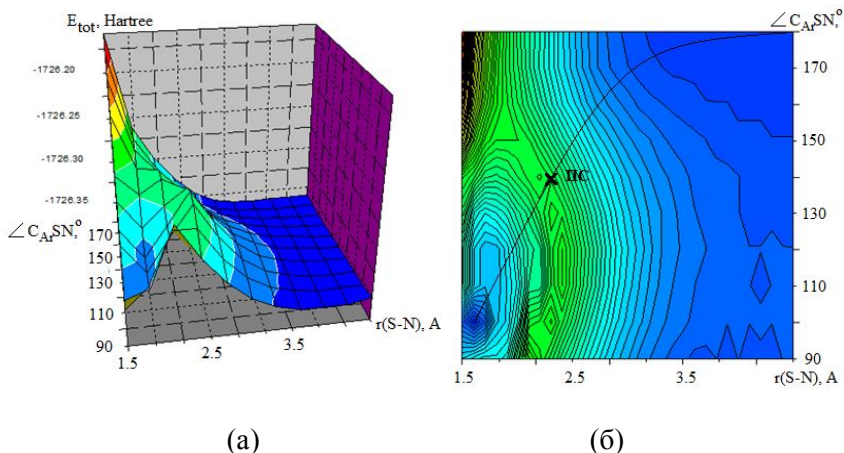 E_tot, Hartree
-1726.20
-1726.25
-1726.30
-1726.35
∠C_ArSN,°
170
150
130
110
90
1.5
2.5
3.5
r(S-N), A
∠C_ArSN,°
170
150
130
110
90
ПС
1.5
2.5
3.5
r(S-N), A
(а)
(б)